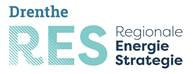 Drenthe
RES
Regionale
Energie
Strategie